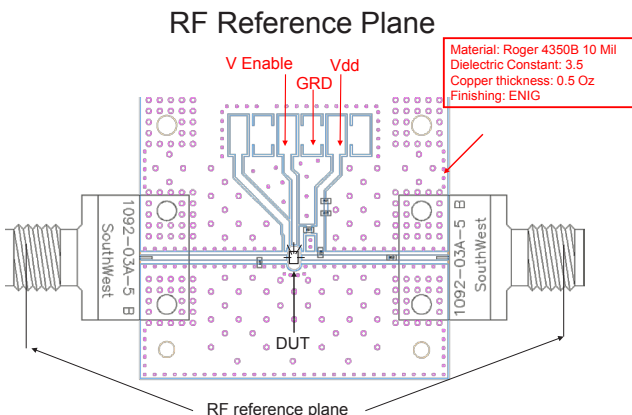 RF Reference Plane
Material: Roger 4350B 10 Mil
Dielectric Constant: 3.5
Copper thickness: 0.5 Oz
Finishing: ENIG
V Enable
GRD
Vdd
1092-03A-5 B
SouthWest
1092-03A-5 B
SouthWest
DUT
RF reference plane